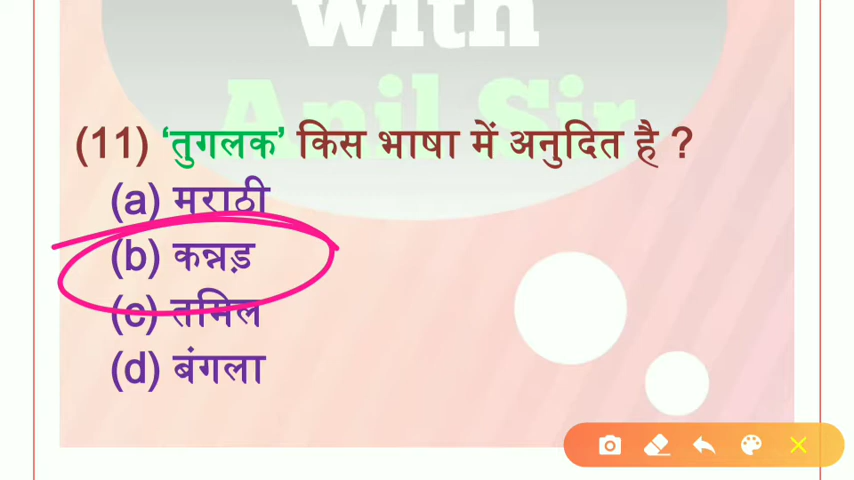 with
Anil Sir
(11) ‘तुगलक’ किस भाषा में अनुदित है ?
(a) मराठी
(b) कन्नड़
(c) तमिल
(d) बंगला